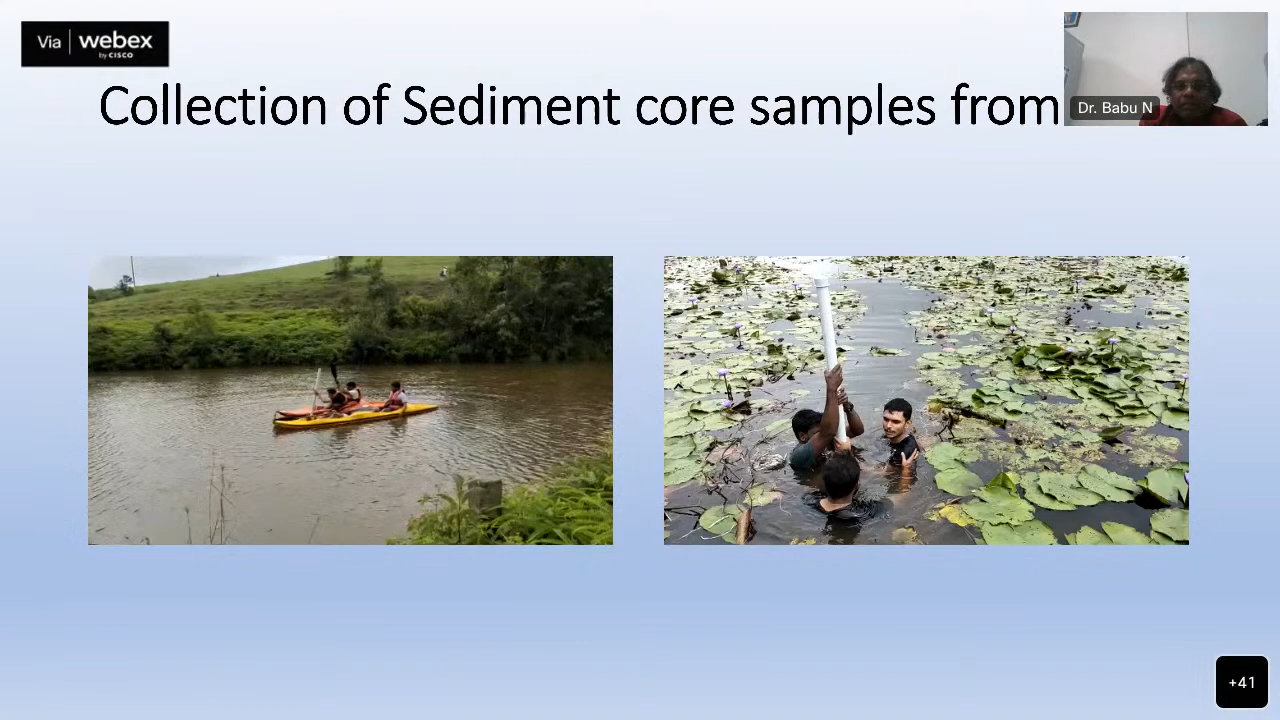 Via | webex
by CISCO
Collection of Sediment core samples from
Dr. Babu N
+41